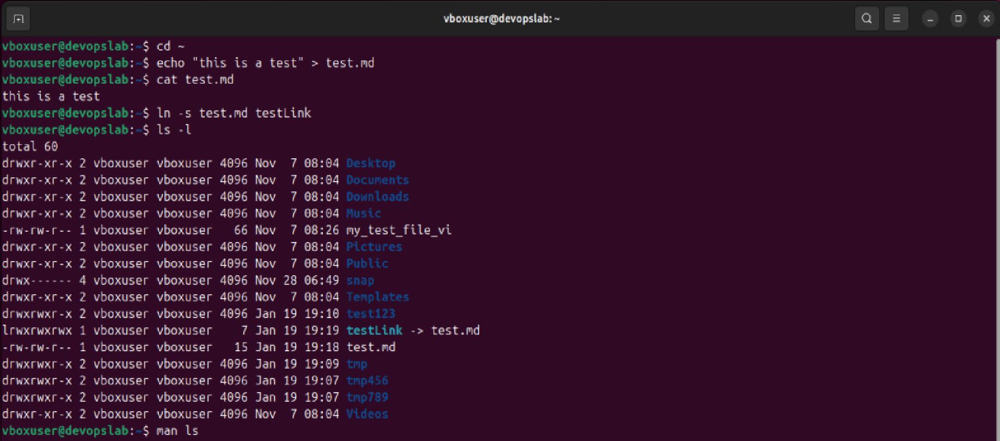 vboxuser@devopslab: ~
vboxuser@devopslab:~$ cd ~
vboxuser@devopslab:~$ echo "this is a test" > test.md
vboxuser@devopslab:~$ cat test.md
this is a test
vboxuser@devopslab:~$ ln -s test.md testLink
vboxuser@devopslab:~$ ls -l
total 60
drwxr-xr-x 2 vboxuser vboxuser 4096 Nov  7 08:04 Desktop
drwxr-xr-x 2 vboxuser vboxuser 4096 Nov  7 08:04 Documents
drwxr-xr-x 2 vboxuser vboxuser 4096 Nov  7 08:04 Downloads
drwxr-xr-x 2 vboxuser vboxuser 4096 Nov  7 08:04 Music
-rw-rw-r-- 1 vboxuser vboxuser   66 Nov  7 08:26 my_test_file_vi
drwxr-xr-x 2 vboxuser vboxuser 4096 Nov  7 08:04 Pictures
drwxr-xr-x 2 vboxuser vboxuser 4096 Nov  7 08:04 Public
drwx------ 4 vboxuser vboxuser 4096 Nov 28 06:49 snap
drwxr-xr-x 2 vboxuser vboxuser 4096 Nov  7 08:04 Templates
drwxrwxr-x 2 vboxuser vboxuser 4096 Jan 19 19:10 test123
lrwxrwxrwx 1 vboxuser vboxuser    7 Jan 19 19:19 testLink -> test.md
-rw-rw-r-- 1 vboxuser vboxuser   15 Jan 19 19:18 test.md
drwxrwxr-x 2 vboxuser vboxuser 4096 Jan 19 19:09 tmp
drwxrwxr-x 2 vboxuser vboxuser 4096 Jan 19 19:07 tmp456
drwxrwxr-x 2 vboxuser vboxuser 4096 Jan 19 19:07 tmp789
drwxr-xr-x 2 vboxuser vboxuser 4096 Nov  7 08:04 Videos
vboxuser@devopslab:~$ man ls